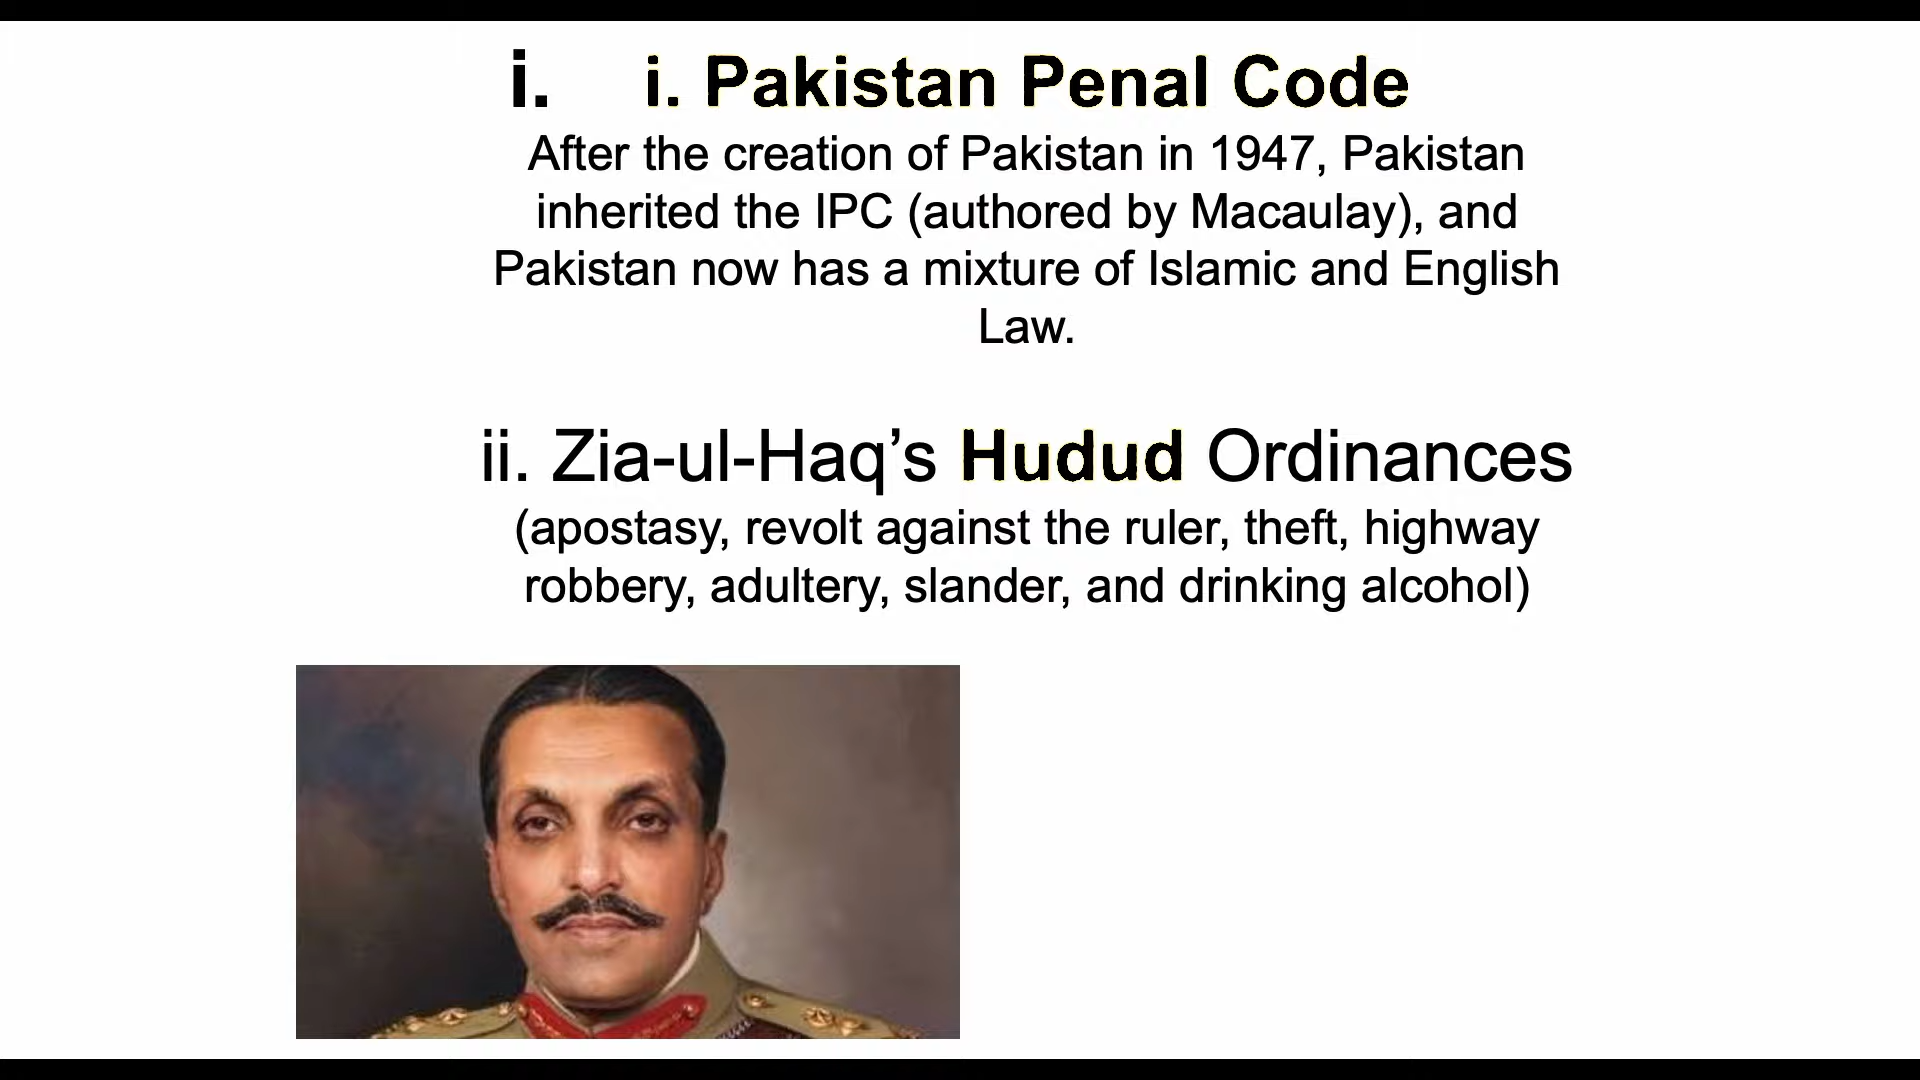 i. i. Pakistan Penal Code
After the creation of Pakistan in 1947, Pakistan
inherited the IPC (authored by Macaulay), and
Pakistan now has a mixture of Islamic and English
Law.
ii. Zia-ul-Haq’s Hudud Ordinances
(apostasy, revolt against the ruler, theft, highway
robbery, adultery, slander, and drinking alcohol)